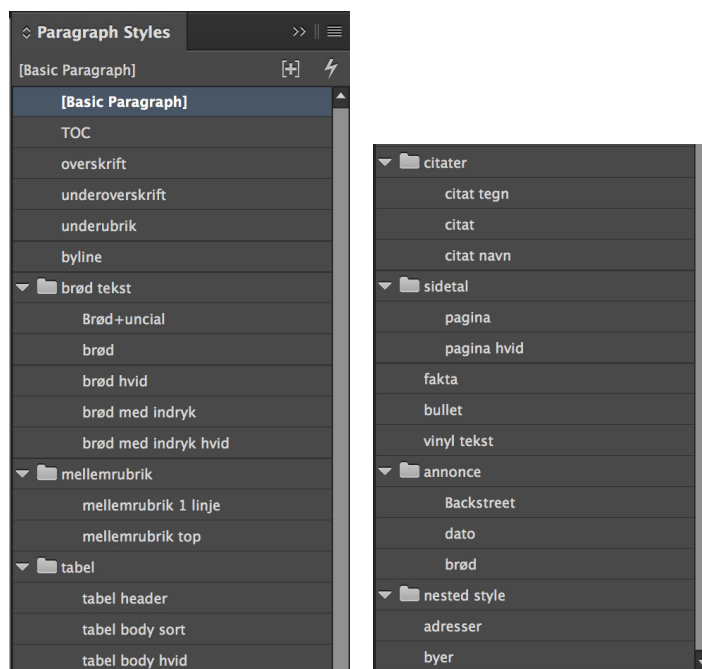 Paragraph Styles
[Basic Paragraph]
[Basic Paragraph]
TOC
overskrift
underoverskrift
underubrik
byline
brød tekst
Brød+uncial
brød
brød hvid
brød med indryk
brød med indryk hvid
mellemrubrik
mellemrubrik 1 linje
mellemrubrik top
tabel
tabel header
tabel body sort
tabel body hvid
citater
citat tegn
citat
citat navn
sidetal
pagina
pagina hvid
fakta
bullet
vinyl tekst
annonce
Backstreet
dato
brød
nested style
adresser
byer